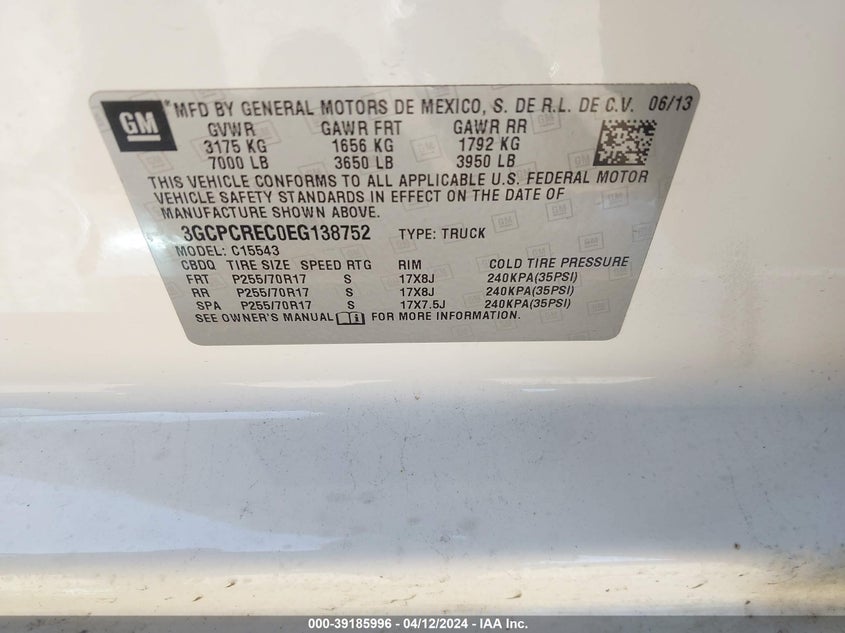 GM *MFD BY GENERAL MOTORS DE MEXICO, S. DE R.L. DE C.V. 06/13
GVWR GAWR FRT GAWR RR
3175 KG 1656 KG 1792 KG
7000 LB 3650 LB 3950 LB
THIS VEHICLE CONFORMS TO ALL APPLICABLE U.S. FEDERAL MOTOR
VEHICLE SAFETY STANDARDS IN EFFECT ON THE DATE OF
MANUFACTURE SHOWN ABOVE.
3GCPCREC0EG138752 TYPE: TRUCK
MODEL: C15543
CBDQ TIRE SIZE SPEED RTG RIM COLD TIRE PRESSURE
FRT P255/70R17 S 17X8J 240KPA(35PSI)
RR P255/70R17 S 17X8J 240KPA(35PSI)
SPA P255/70R17 S 17X7.5J 240KPA(35PSI)
SEE OWNER'S MANUAL FOR MORE INFORMATION.
000-39185996 - 04/12/2024 - IAA Inc.